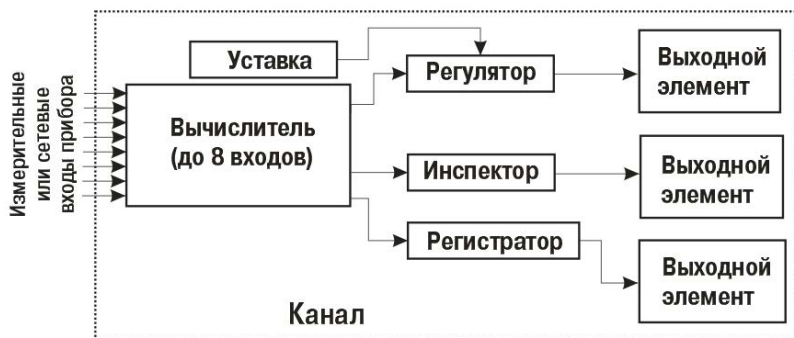 Измерительные
или сетевые
входы прибора
Уставка
Вычислитель
(до 8 входов)
Регулятор
Инспектор
Регистратор
Выходной
элемент
Выходной
элемент
Выходной
элемент
Канал